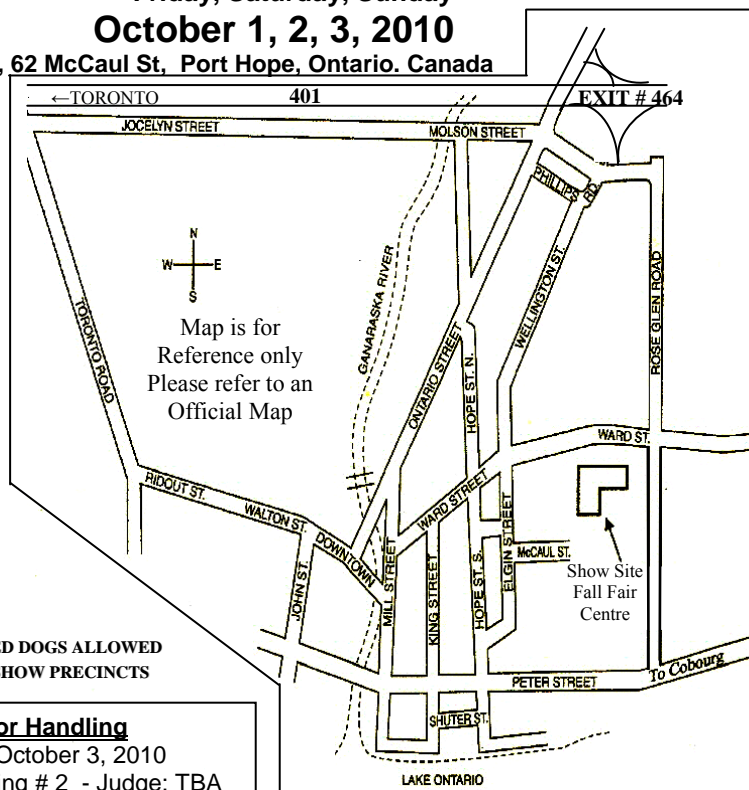 October 1, 2, 3, 2010
, 62 McCaul St, Port Hope, Ontario. Canada
←TORONTO
401
EXIT # 464
JOCELYN STREET
MOLSON STREET
PHILLIPS RD.
N
W E
S
GANARASKA RIVER
WELLINGTON ST.
ROSE GLEN ROAD
TORONTO ROAD
Map is for
Reference only
Please refer to an
Official Map
ONTARIO STREET
HOPE ST. N.
WARD ST.
RIDOUT ST.
WALTON ST.
DOWNTOWN
WARD STREET
ELGIN STREET
McCAUL ST.
Show Site
Fall Fair
Centre
JOHN ST.
MILL STREET
KING STREET
HOPE ST. S.
ED DOGS ALLOWED
SHOW PRECINCTS
PETER STREET
To Cobourg
SHUTER ST.
or Handling
October 3, 2010
ng # 2 - Judge: TBA
LAKE ONTARIO